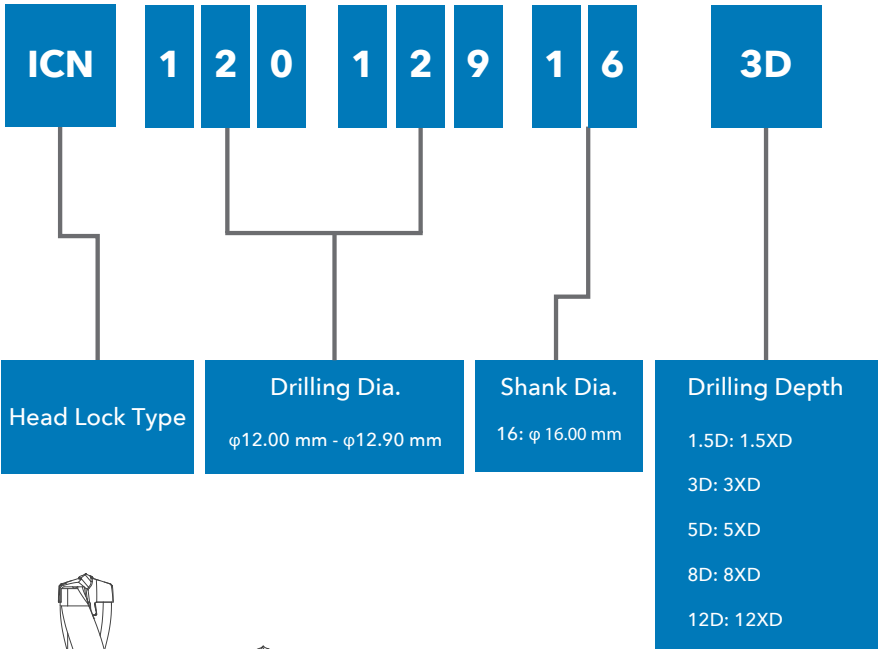 ICN 1 2 0 1 2 9 1 6 3D
Head Lock Type
Drilling Dia.
φ12.00 mm - φ12.90 mm
Shank Dia.
16: φ 16.00 mm
Drilling Depth
1.5D: 1.5XD
3D: 3XD
5D: 5XD
8D: 8XD
12D: 12XD